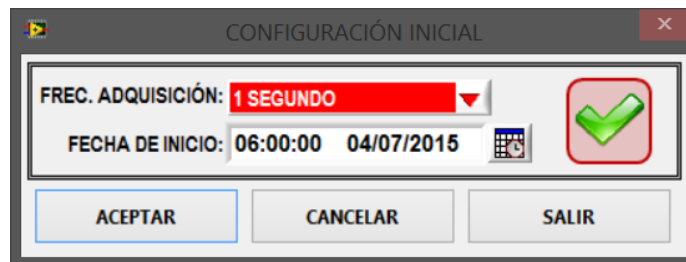 CONFIGURACIÓN INICIAL
FREC. ADQUISICIÓN: 1 SEGUNDO
FECHA DE INICIO: 06:00:00 04/07/2015
ACEPTAR CANCELAR SALIR